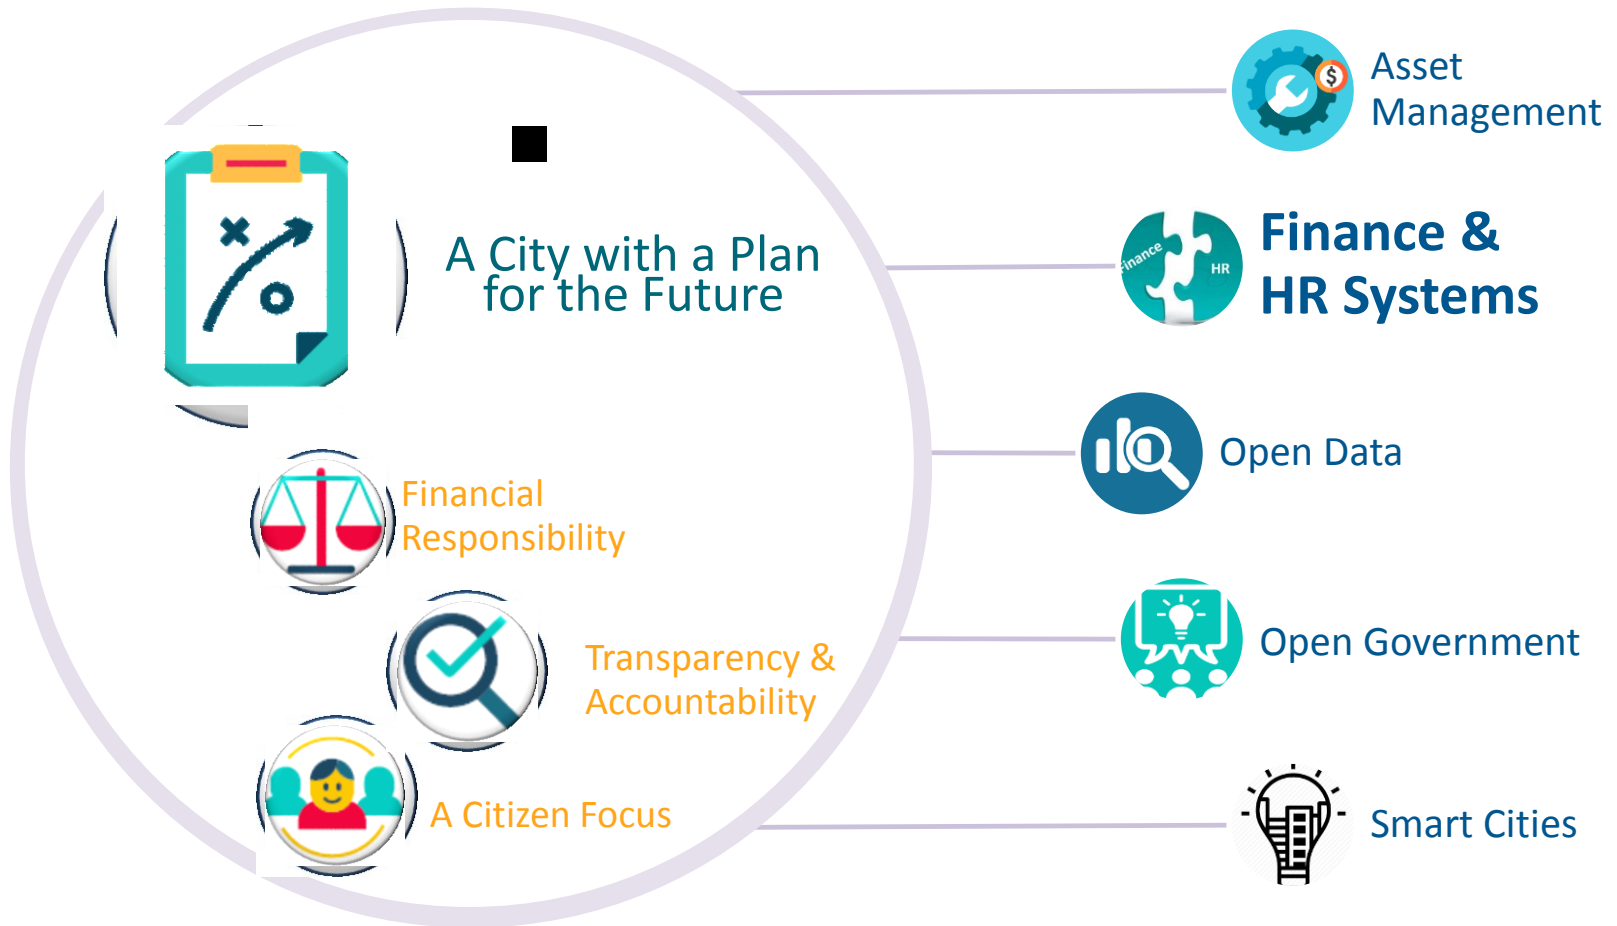 A City with a Plan
for the Future
Financial
Responsibility
Transparency &
Accountability
A Citizen Focus
Asset
Management
$
Finance
HR
Finance &
HR Systems
Open Data
Open Government
Smart Cities